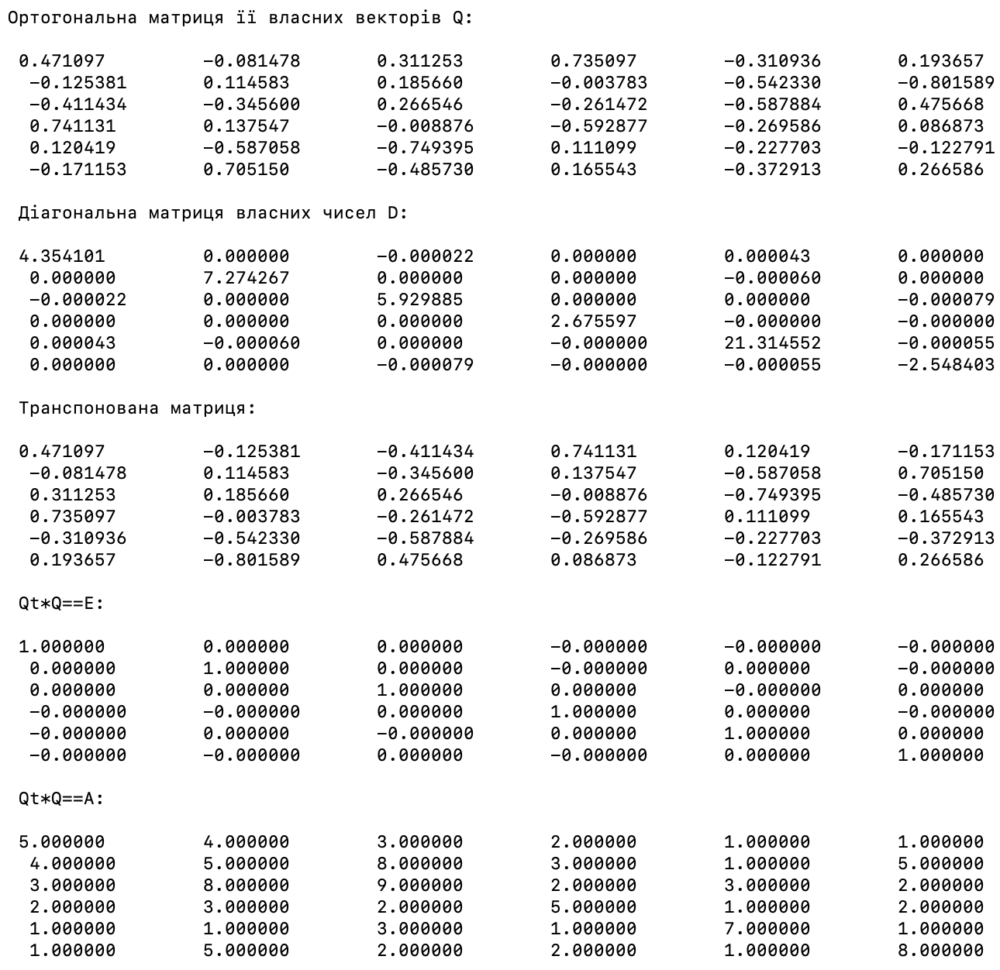 Ортогональна матриця її власних векторів Q:
0.471097 -0.081478 0.311253 0.735097 -0.310936 0.193657
-0.125381 0.114583 0.185660 -0.003783 -0.542330 -0.801589
-0.411434 -0.345600 0.266546 -0.261472 -0.587884 0.475668
0.741131 0.137547 -0.008876 -0.592877 -0.269586 0.086873
0.120419 -0.587058 -0.749395 0.111099 -0.227703 -0.122791
-0.171153 0.705150 -0.485730 0.165543 -0.372913 0.266586
Діагональна матриця власних чисел D:
4.354101 0.000000 -0.000022 0.000000 0.000043 0.000000
0.000000 7.274267 0.000000 0.000000 -0.000060 0.000000
-0.000022 0.000000 5.929885 0.000000 0.000000 -0.000079
0.000000 0.000000 0.000000 2.675597 -0.000000 -0.000000
0.000043 -0.000060 0.000000 -0.000000 21.314552 -0.000055
0.000000 0.000000 -0.000079 -0.000000 -0.000055 -2.548403
Транспонована матриця:
0.471097 -0.125381 -0.411434 0.741131 0.120419 -0.171153
-0.081478 0.114583 -0.345600 0.137547 -0.587058 0.705150
0.311253 0.185660 0.266546 -0.008876 -0.749395 -0.485730
0.735097 -0.003783 -0.261472 -0.592877 0.111099 0.165543
-0.310936 -0.542330 -0.587884 -0.269586 -0.227703 -0.372913
0.193657 -0.801589 0.475668 0.086873 -0.122791 0.266586
Qt*Q==E:
1.000000 0.000000 0.000000 -0.000000 -0.000000 -0.000000
0.000000 1.000000 0.000000 -0.000000 0.000000 -0.000000
0.000000 0.000000 1.000000 0.000000 -0.000000 0.000000
-0.000000 -0.000000 0.000000 1.000000 0.000000 -0.000000
-0.000000 0.000000 -0.000000 0.000000 1.000000 0.000000
-0.000000 -0.000000 0.000000 -0.000000 0.000000 1.000000
Qt*Q==A:
5.000000 4.000000 3.000000 2.000000 1.000000 1.000000
4.000000 5.000000 8.000000 3.000000 1.000000 5.000000
3.000000 8.000000 9.000000 2.000000 3.000000 2.000000
2.000000 3.000000 2.000000 5.000000 1.000000 2.000000
1.000000 1.000000 3.000000 1.000000 7.000000 1.000000
1.000000 5.000000 2.000000 2.000000 1.000000 8.000000